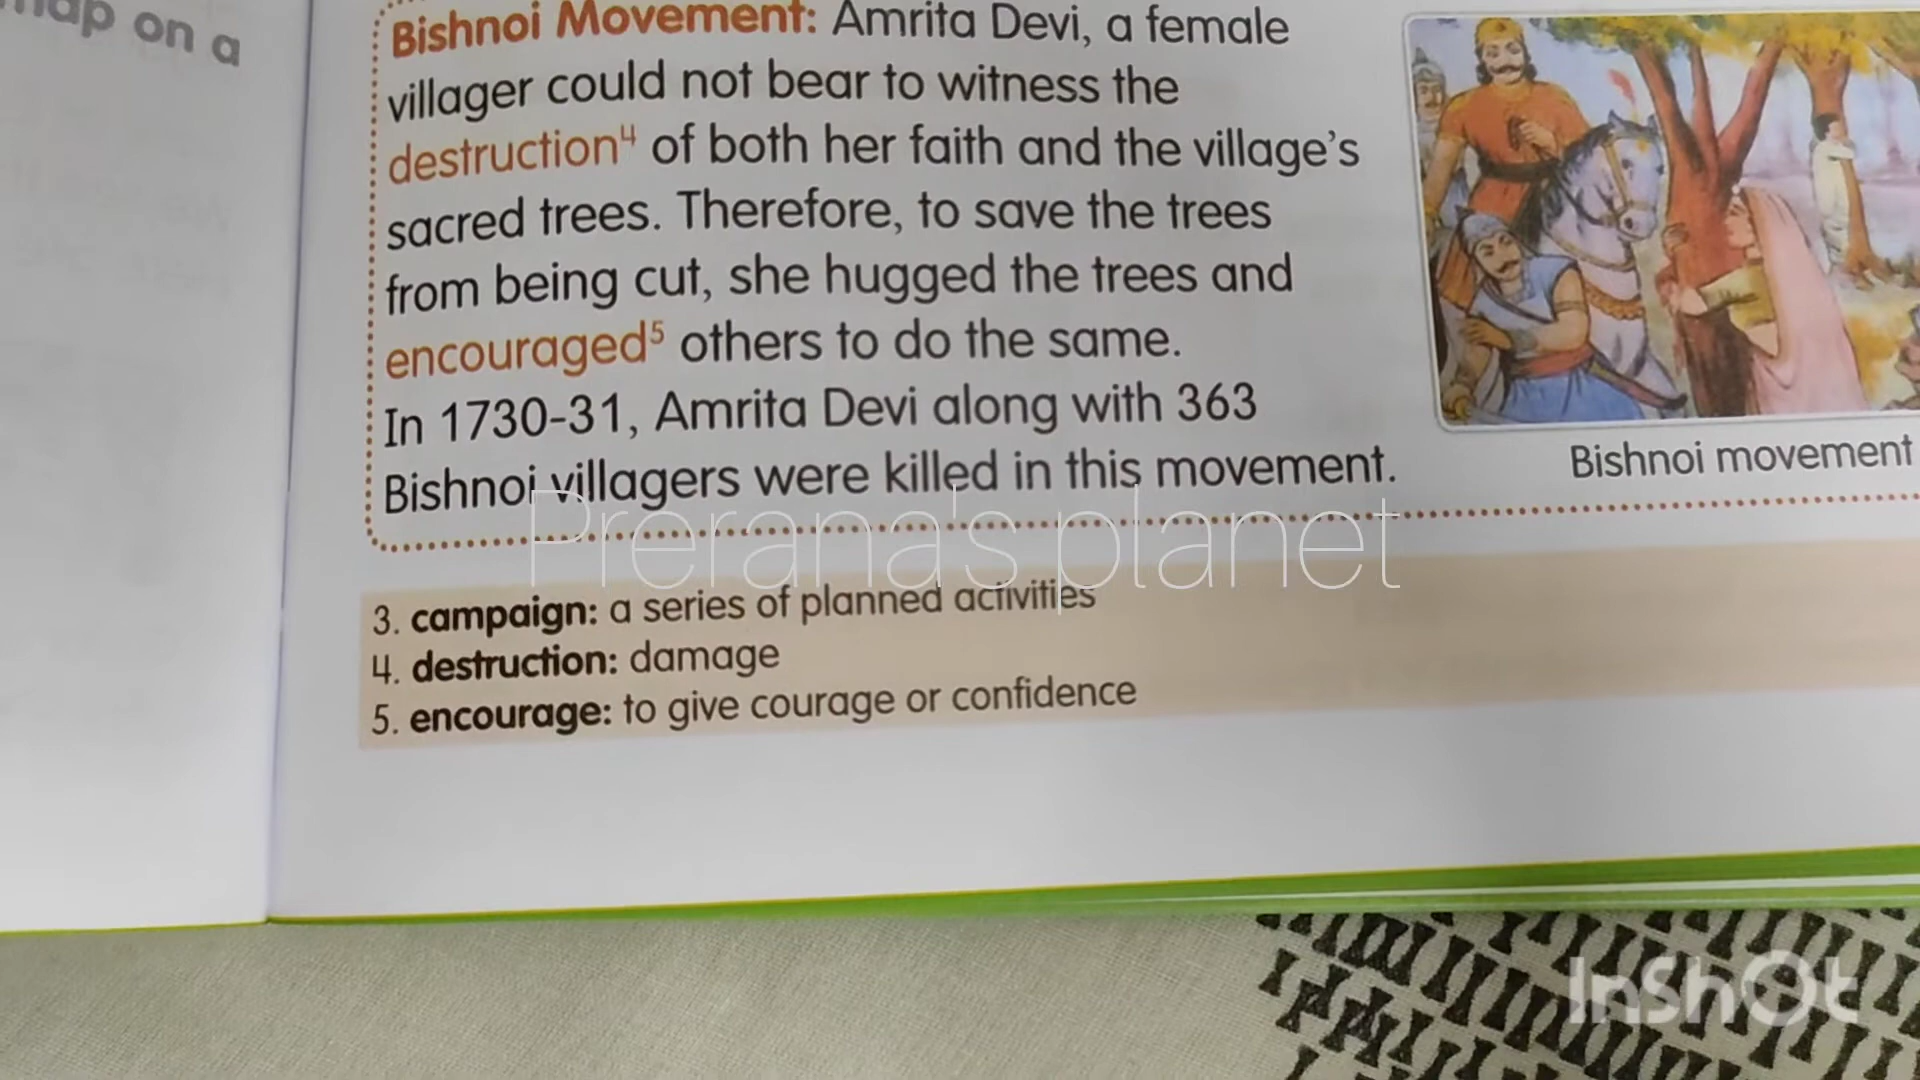 map on a
Bishnoi Movement: Amrita Devi, a female
villager could not bear to witness the
destruction⁴ of both her faith and the village's
sacred trees. Therefore, to save the trees
from being cut, she hugged the trees and
encouraged⁵ others to do the same.
In 1730-31, Amrita Devi along with 363
Bishnoi villagers were killed in this movement.
Bishnoi movement
Prerana's planet
3. campaign: a series of planned activities
4. destruction: damage
5. encourage: to give courage or confidence
InShOt